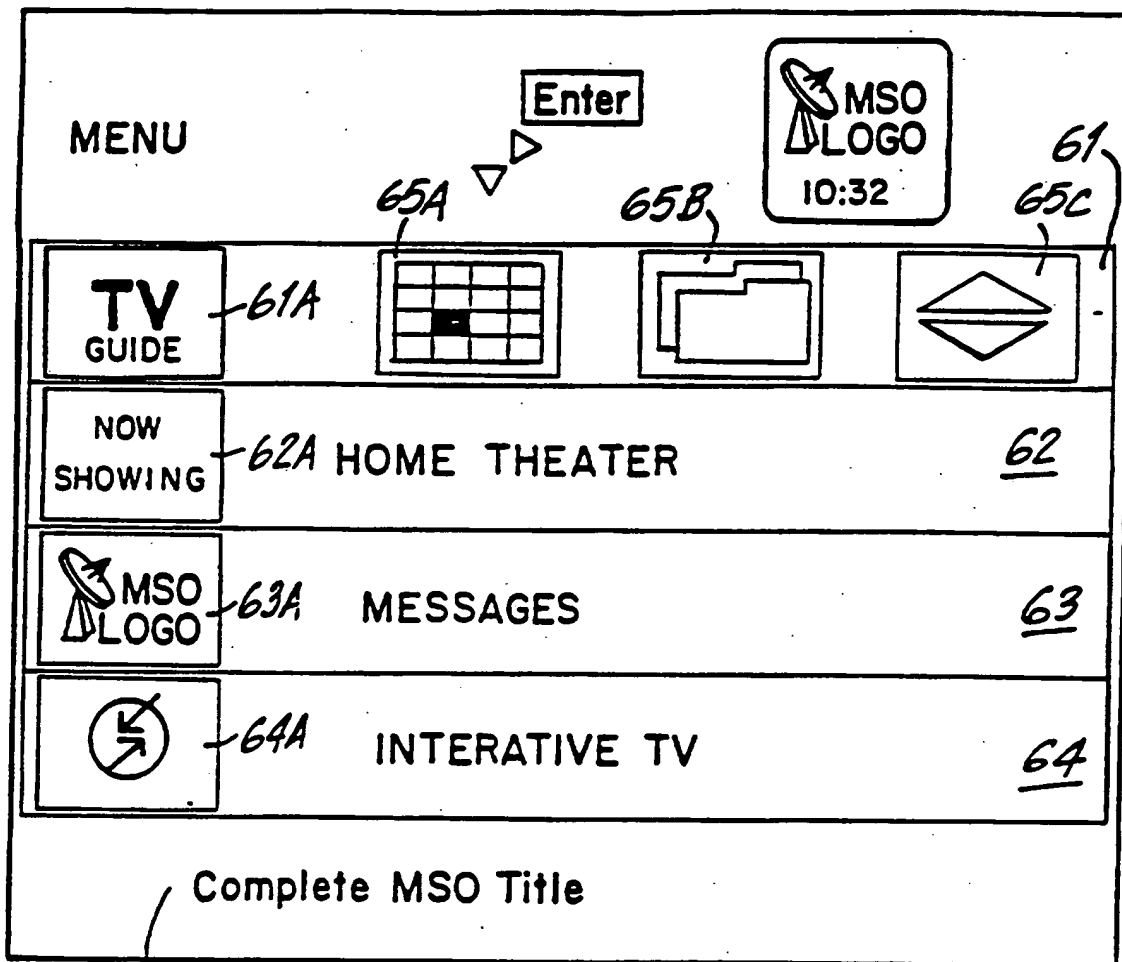 Enter
MSO
LOGO
10:32
MENU
61
65A
65B
65C
TV
GUIDE
61A
NOW
SHOWING
62A
HOME THEATER
62
MSO
LOGO
63A
MESSAGES
63
64A
INTERATIVE TV
64
Complete MSO Title